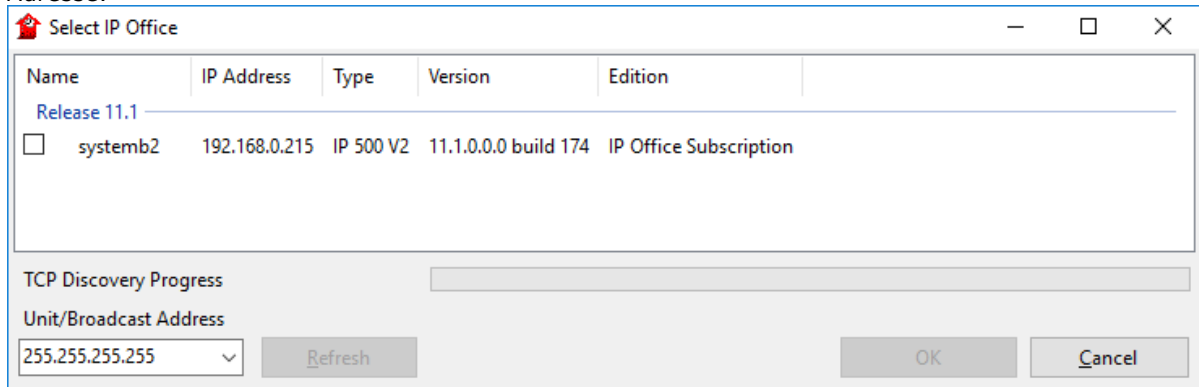 Select IP Office
Name IP Address Type Version Edition
Release 11.1
systemb2 192.168.0.215 IP 500 V2 11.1.0.0.0 build 174 IP Office Subscription
TCP Discovery Progress
Unit/Broadcast Address
255.255.255.255 Refresh OK Cancel